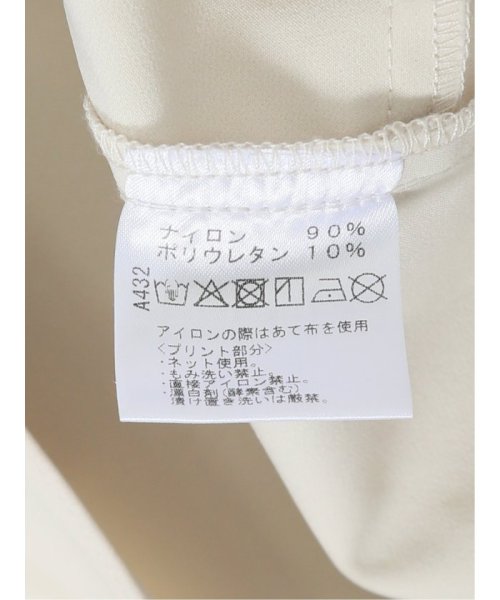 ナイロン 90%
ポリウレタン 10%
A432
アイロンの際はあて布を使用
<プリント部分>
・ネット使用。
・もみ洗い禁止。
・直接アイロン禁止。
・漂白剤(酵素含む)
漬け置き洗いは厳禁。